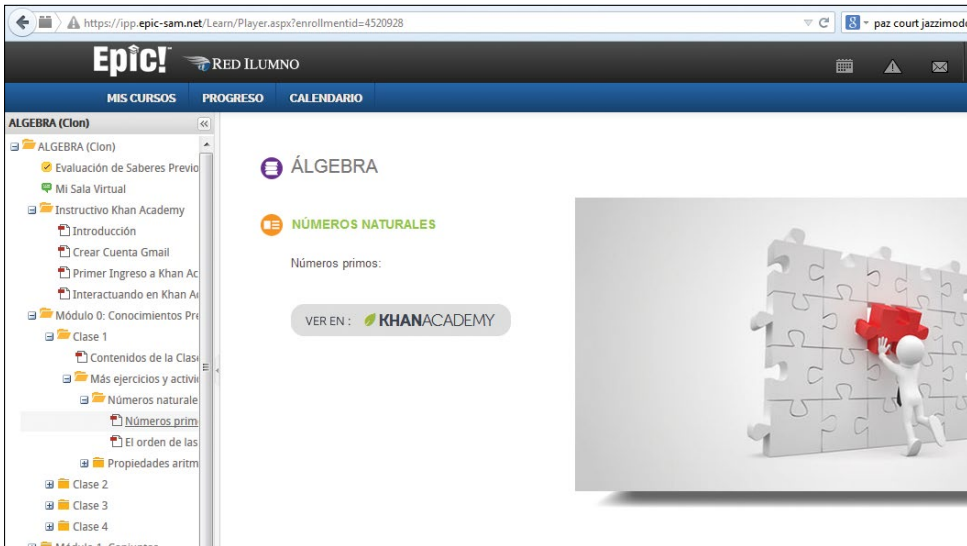 https://ipp.epic-sam.net/Learn/Player.aspx?enrollmentid=4520928
paz court jazzimodo
Epic! RED ILUMNO
MIS CURSOS PROGRESO CALENDARIO
ALGEBRA (Clon)
ALGEBRA (Clon)
Evaluación de Saberes Previo
Mi Sala Virtual
Instructivo Khan Academy
Introducción
Crear Cuenta Gmail
Primer Ingreso a Khan Ac
Interactuando en Khan A
Módulo 0: Conocimientos Pre
Clase 1
Contenidos de la Clase
Más ejercicios y activi
Números naturale
Números prim
El orden de las
Propiedades aritm
Clase 2
Clase 3
Clase 4
ÁLGEBRA
NÚMEROS NATURALES
Números primos:
VER EN : KHANACADEMY